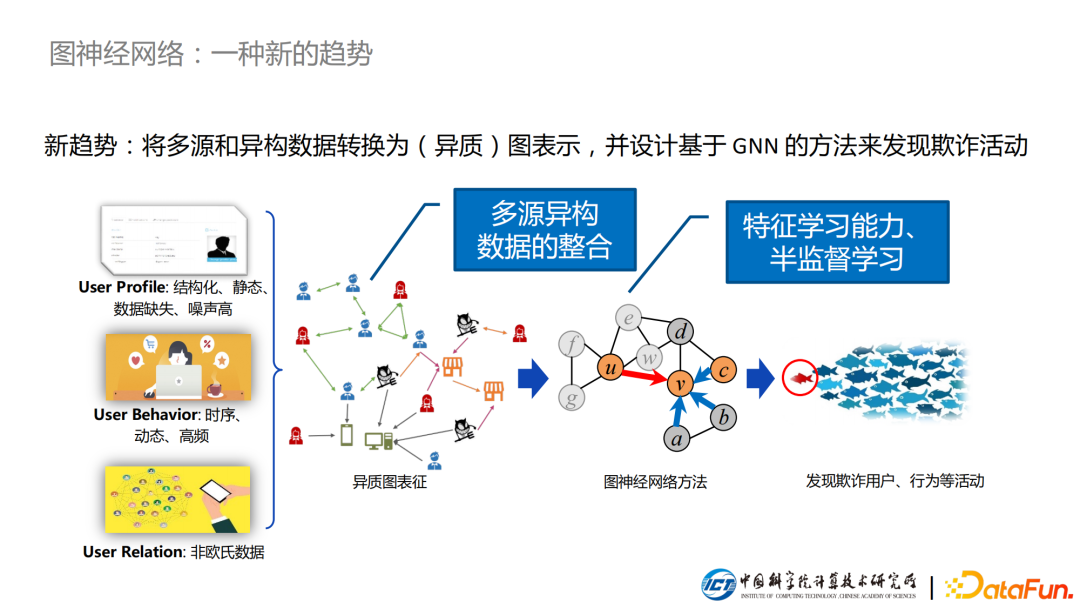 图神经网络：一种新的趋势
新趋势：将多源和异构数据转换为（异质）图表示，并设计基于 GNN 的方法来发现欺诈活动
多源异构
数据的整合
特征学习能力、
半监督学习
User Profile: 结构化、静态、
数据缺失、噪声高
User Behavior: 时序、
动态、高频
User Relation: 非欧氏数据
异质图表征
e
d
f
w
u
v
c
g
b
a
图神经网络方法
发现欺诈用户、行为等活动
ICT
中国科学院计算技术研究所
INSTITUTE OF COMPUTING TECHNOLOGY, CHINESE ACADEMY OF SCIENCES
DataFun.